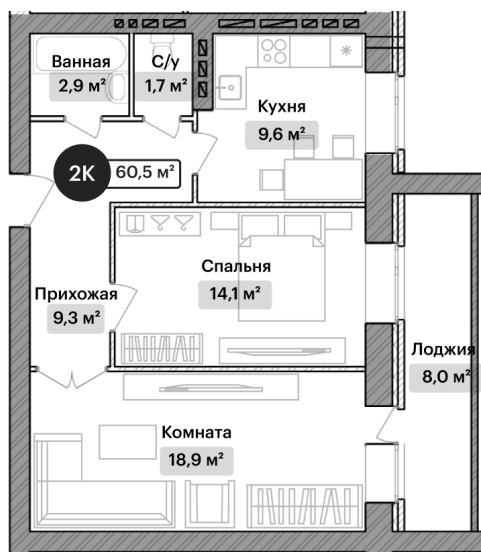 Ванная
2,9 м²
С/у
1,7 м²
Кухня
9,6 м²
2К
60,5 м²
Спальня
14,1 м²
Прихожая
9,3 м²
Лоджия
8,0 м²
Комната
18,9 м²